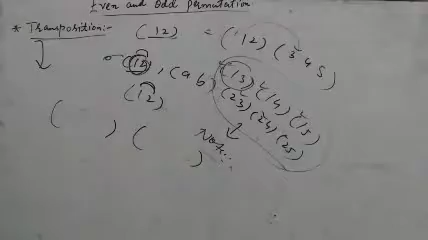 Even and odd permutation
* Transposition:- (12) = (12)(345)
σ (12), (a b) (13)(14)(15)
(12) (23)(24)(25)
( ) ( )
Not...